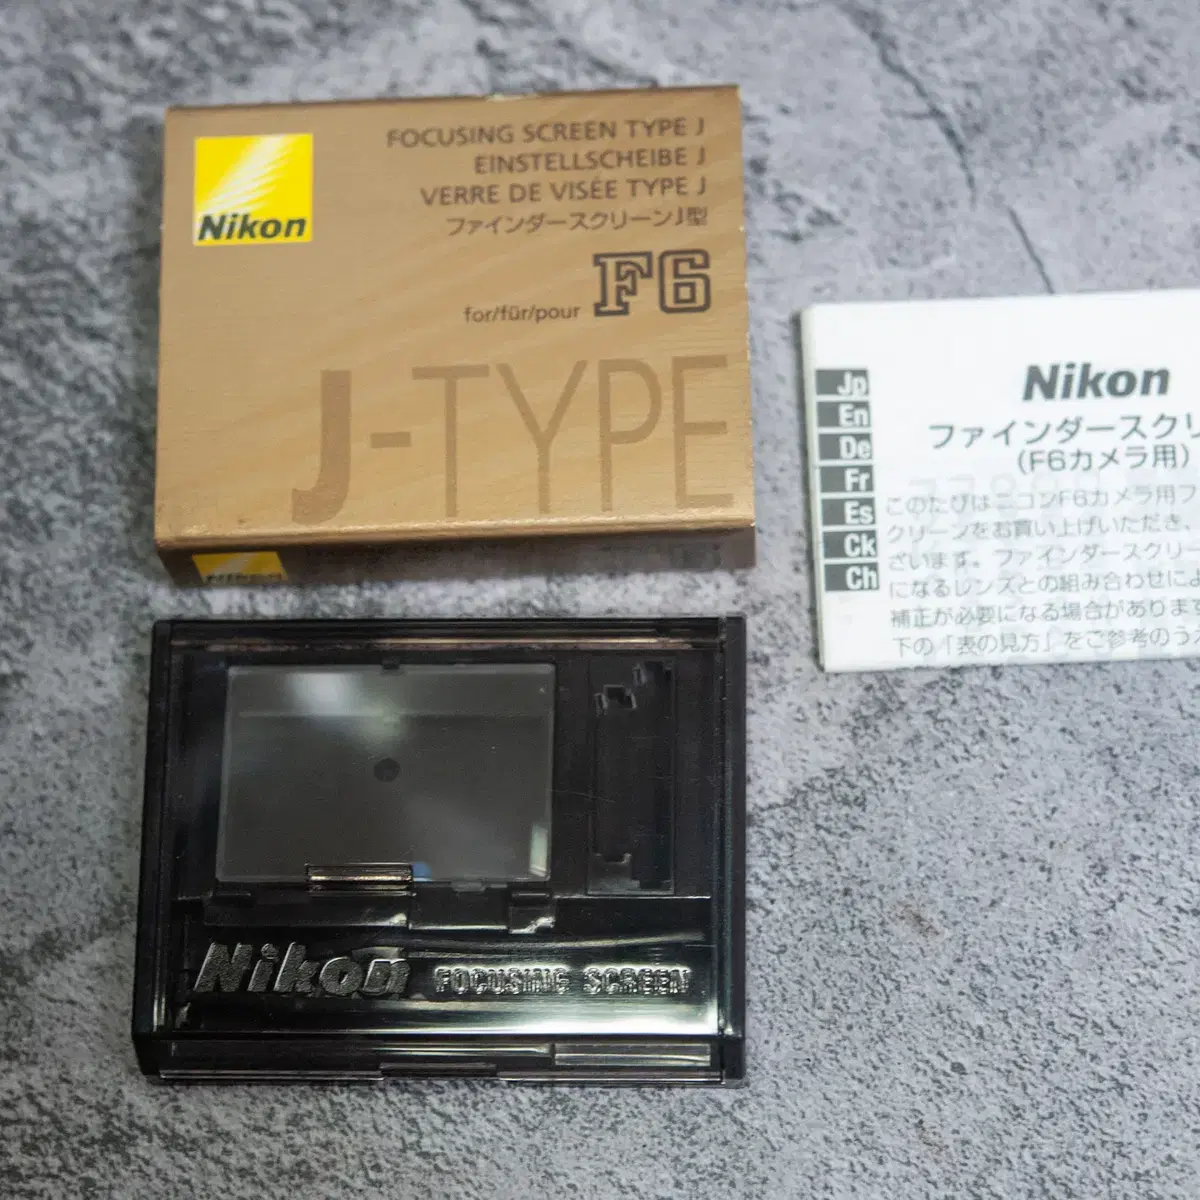 Nikon
FOCUSING SCREEN TYPE J
EINSTELLSCHEIBE J
VERRE DE VISÉE TYPE J
ファインダースクリーンJ型
for/für/pour F6
J-TYPE
Nikon
Nikon FOCUSING SCREEN
Jp
En
De
Fr
Es
Ck
Ch
Nikon
ファインダースクリ
(F6カメラ用)
このたびはニコンF6カメラ用フ
クリーンをお買い上げいただき、
ざいます。ファインダースクリー
になるレンズとの組み合わせによ
補正が必要になる場合がありま
下の「表の見方」をご参考のう